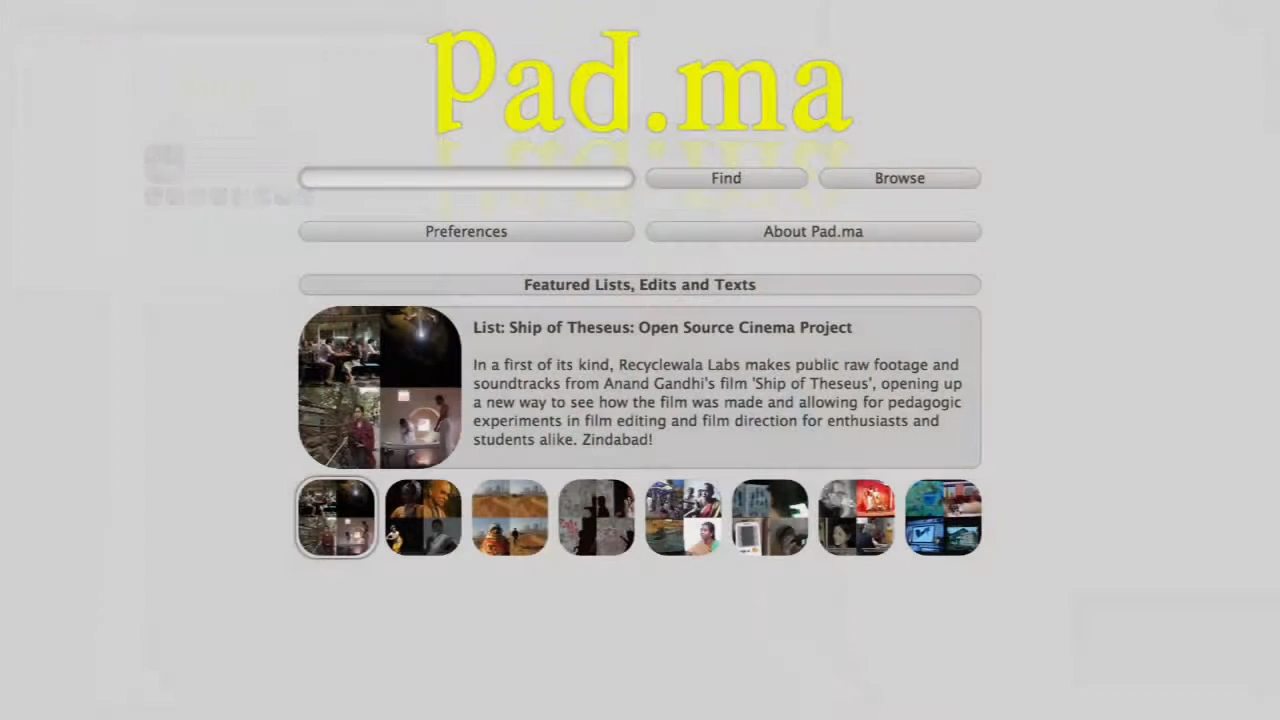 Pad.ma
Find
Browse
Preferences
About Pad.ma
Featured Lists, Edits and Texts
List: Ship of Theseus: Open Source Cinema Project
In a first of its kind, Recyclewala Labs makes public raw footage and
soundtracks from Anand Gandhi's film 'Ship of Theseus', opening up
a new way to see how the film was made and allowing for pedagogic
experiments in film editing and film direction for enthusiasts and
students alike. Zindabad!